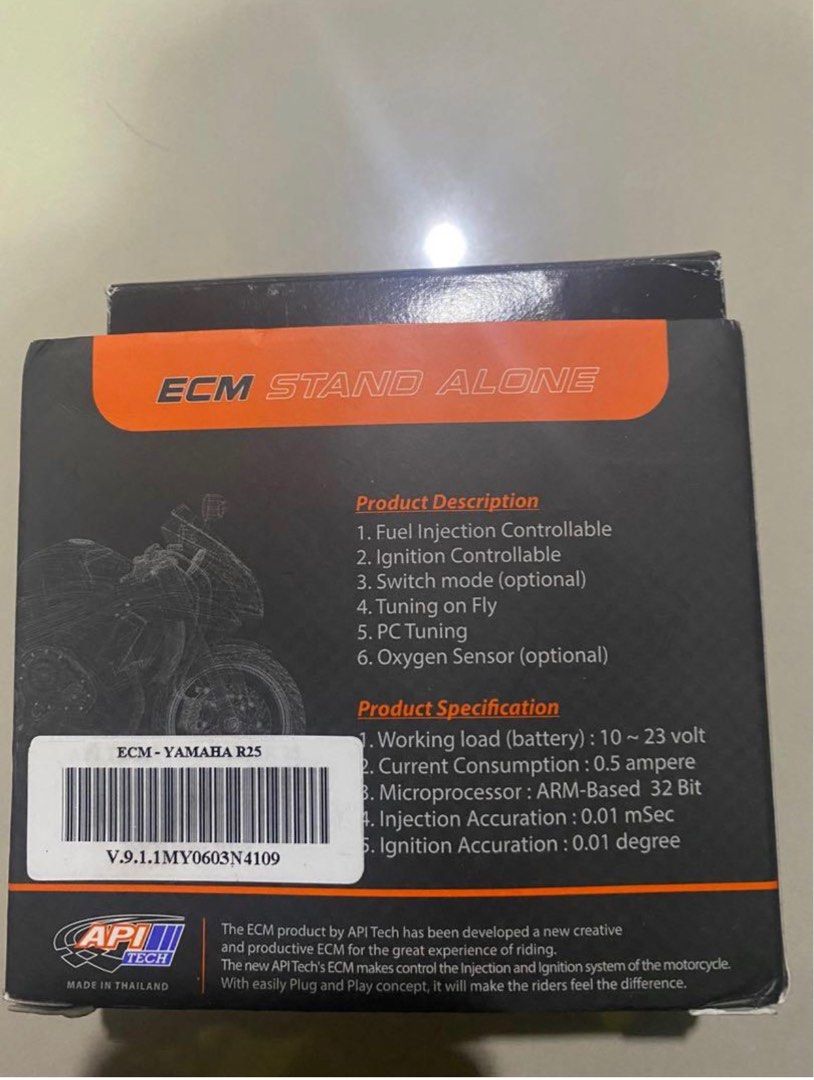 ECM STAND ALONE
Product Description
1. Fuel Injection Controllable
2. Ignition Controllable
3. Switch mode (optional)
4. Tuning on Fly
5. PC Tuning
6. Oxygen Sensor (optional)
Product Specification
1. Working load (battery) : 10 ~ 23 volt
2. Current Consumption : 0.5 ampere
3. Microprocessor : ARM-Based 32 Bit
4. Injection Accuration : 0.01 mSec
5. Ignition Accuration : 0.01 degree
ECM - YAMAHA R25
V.9.1.1MY0603N4109
API TECH
MADE IN THAILAND
The ECM product by API Tech has been developed a new creative
and productive ECM for the great experience of riding.
The new API Tech's ECM makes control the Injection and Ignition system of the motorcycle.
With easily Plug and Play concept, it will make the riders feel the difference.